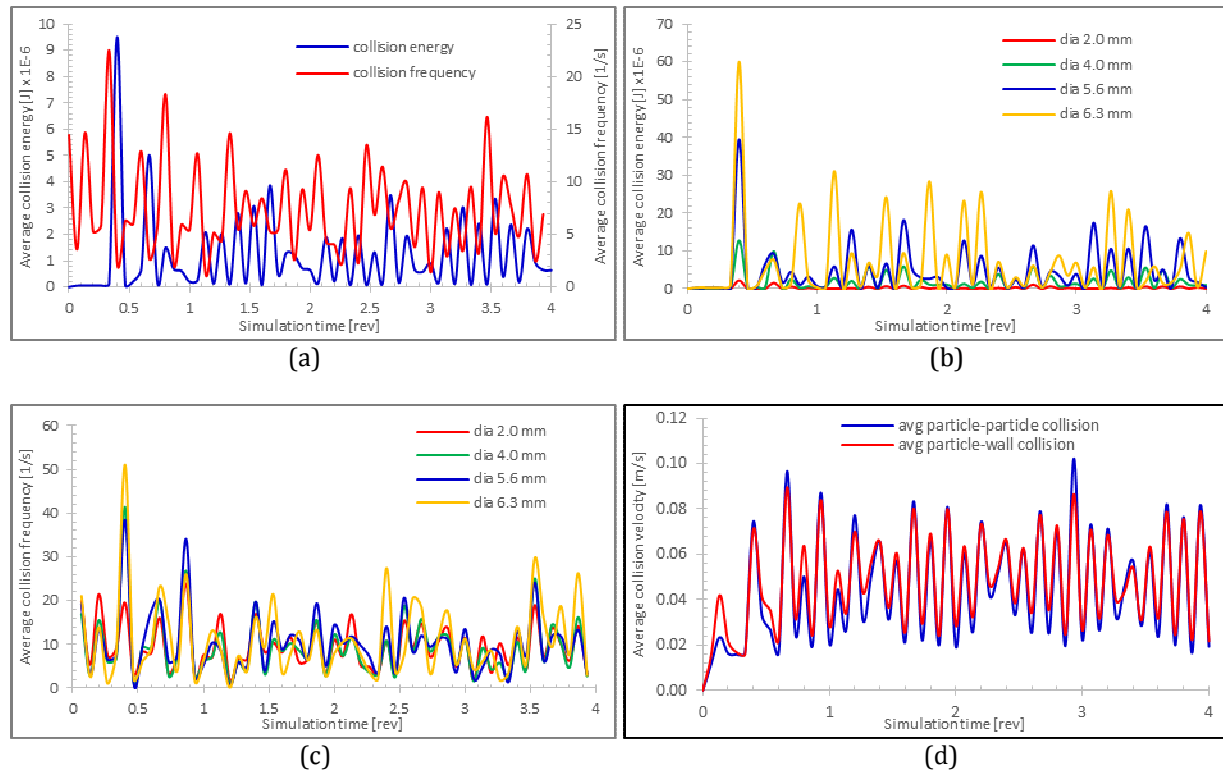 10
9
8
7
6
5
4
3
2
1
0
Average collision energy [J] x1E-6
collision energy
collision frequency
25
20
15
10
5
0
Average collision frequency [1/s]
0
0.5
1
1.5
2
2.5
3
3.5
4
Simulation time [rev]
(a)
70
60
50
40
30
20
10
0
Average collision energy [J] x1E-6
dia 2.0 mm
dia 4.0 mm
dia 5.6 mm
dia 6.3 mm
0
1
2
3
4
Simulation time [rev]
(b)
60
50
40
30
20
10
0
Average collision frequency [1/s]
dia 2.0 mm
dia 4.0 mm
dia 5.6 mm
dia 6.3 mm
0
0.5
1
1.5
2
2.5
3
3.5
4
Simulation time [rev]
(c)
0.12
0.10
0.08
0.06
0.04
0.02
0.00
Average collision velocty [m/s]
avg particle-particle collision
avg particle-wall collision
0
1
2
3
4
Simulation time [rev]
(d)